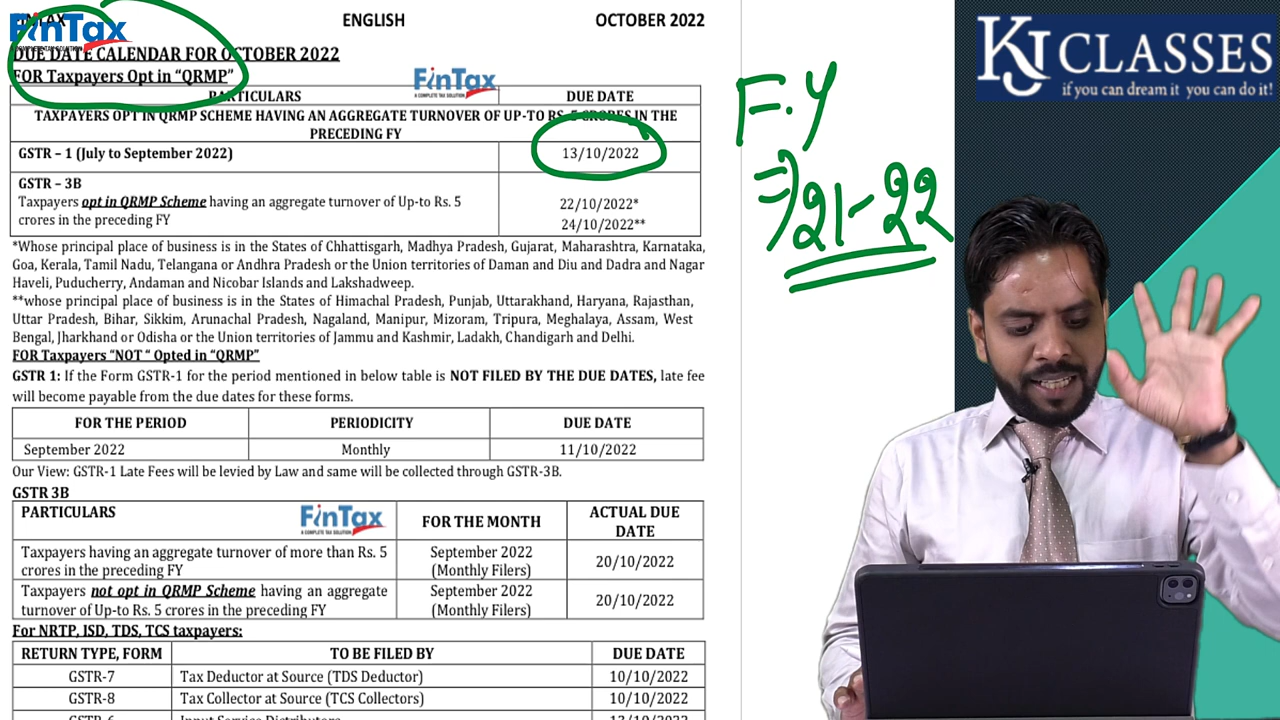 FINTAX ENGLISH OCTOBER 2022
FinTax
DUE DATE CALENDAR FOR OCTOBER 2022
FOR Taxpayers Opt in “QRMP”
FinTax
A COMPLETE TAX SOLUTION
PARTICULARS DUE DATE
TAXPAYERS OPT IN QRMP SCHEME HAVING AN AGGREGATE TURNOVER OF UP-TO RS. 5 CRORES IN THE
PRECEDING FY
GSTR – 1 (July to September 2022) 13/10/2022
GSTR – 3B
Taxpayers opt in QRMP Scheme having an aggregate turnover of Up-to Rs. 5
crores in the preceding FY
22/10/2022*
24/10/2022**
*Whose principal place of business is in the States of Chhattisgarh, Madhya Pradesh, Gujarat, Maharashtra, Karnataka,
Goa, Kerala, Tamil Nadu, Telangana or Andhra Pradesh or the Union territories of Daman and Diu and Dadra and Nagar
Haveli, Puducherry, Andaman and Nicobar Islands and Lakshadweep.
**whose principal place of business is in the States of Himachal Pradesh, Punjab, Uttarakhand, Haryana, Rajasthan,
Uttar Pradesh, Bihar, Sikkim, Arunachal Pradesh, Nagaland, Manipur, Mizoram, Tripura, Meghalaya, Assam, West
Bengal, Jharkhand or Odisha or the Union territories of Jammu and Kashmir, Ladakh, Chandigarh and Delhi.
FOR Taxpayers “NOT “ Opted in “QRMP”
GSTR 1: If the Form GSTR-1 for the period mentioned in below table is NOT FILED BY THE DUE DATES, late fee
will become payable from the due dates for these forms.
FOR THE PERIOD PERIODICITY DUE DATE
September 2022 Monthly 11/10/2022
Our View: GSTR-1 Late Fees will be levied by Law and same will be collected through GSTR-3B.
GSTR 3B
PARTICULARS FinTax A COMPLETE TAX SOLUTION FOR THE MONTH ACTUAL DUE
DATE
Taxpayers having an aggregate turnover of more than Rs. 5
crores in the preceding FY
September 2022
(Monthly Filers)
20/10/2022
Taxpayers not opt in QRMP Scheme having an aggregate
turnover of Up-to Rs. 5 crores in the preceding FY
September 2022
(Monthly Filers)
20/10/2022
For NRTP, ISD, TDS, TCS taxpayers:
RETURN TYPE, FORM TO BE FILED BY DUE DATE
GSTR-7 Tax Deductor at Source (TDS Deductor) 10/10/2022
GSTR-8 Tax Collector at Source (TCS Collectors) 10/10/2022
GSTR-6 Input Service Distributors 13/10/2022
F.Y
⇒ 21-22
KJ CLASSES
if you can dream it you can do it!